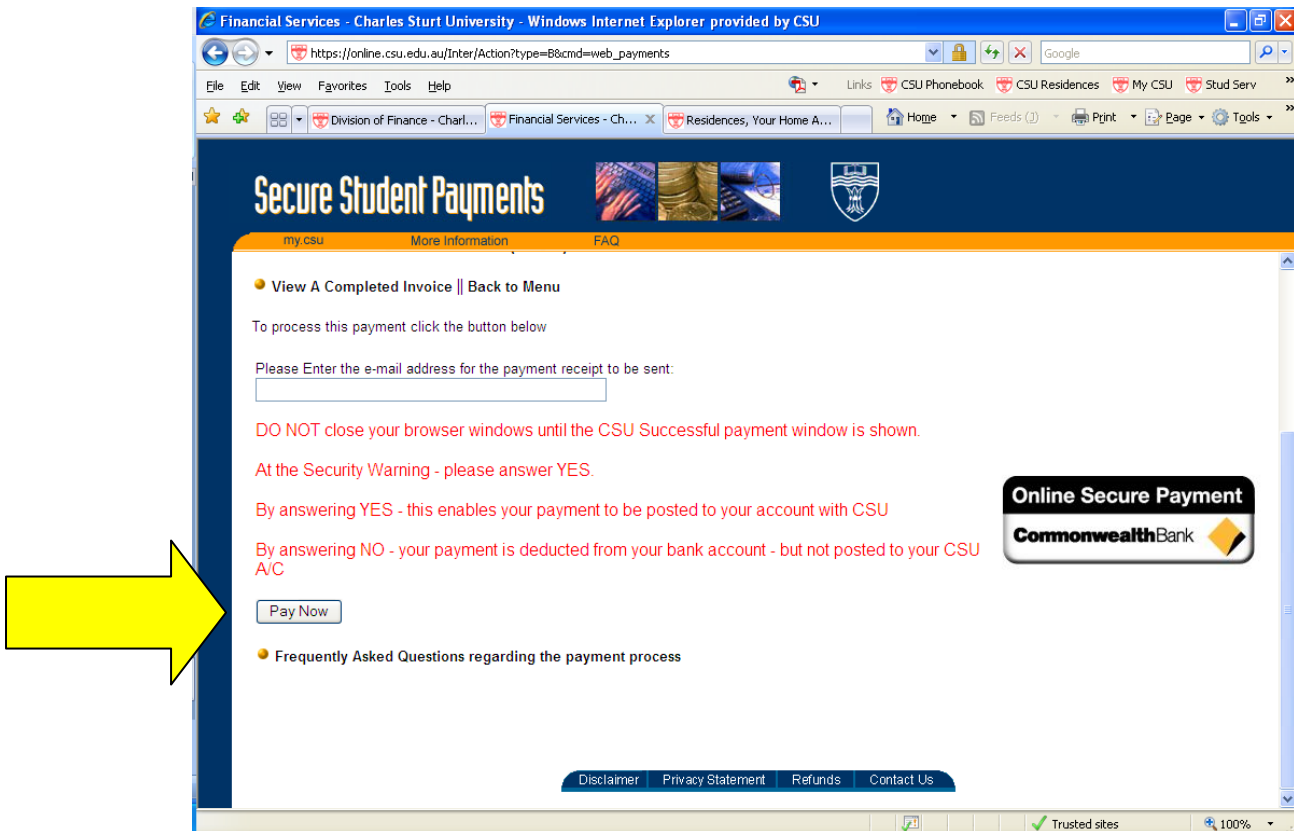 Financial Services - Charles Sturt University - Windows Internet Explorer provided by CSU
https://online.csu.edu.au/Inter/Action?type=B&cmd=web_payments
Google
File Edit View Favorites Tools Help
Links CSU Phonebook CSU Residences My CSU Stud Serv »
Division of Finance - Charl... Financial Services - Ch... X Residences, Your Home A... Home Feeds (J) Print Page Tools »
Secure Student Payments
my.csu More Information FAQ
View A Completed Invoice || Back to Menu
To process this payment click the button below
Please Enter the e-mail address for the payment receipt to be sent:
DO NOT close your browser windows until the CSU Successful payment window is shown.
At the Security Warning - please answer YES.
By answering YES - this enables your payment to be posted to your account with CSU
By answering NO - your payment is deducted from your bank account - but not posted to your CSU
A/C
Online Secure Payment
CommonwealthBank
Pay Now
Frequently Asked Questions regarding the payment process
Disclaimer Privacy Statement Refunds Contact Us
Trusted sites 100%